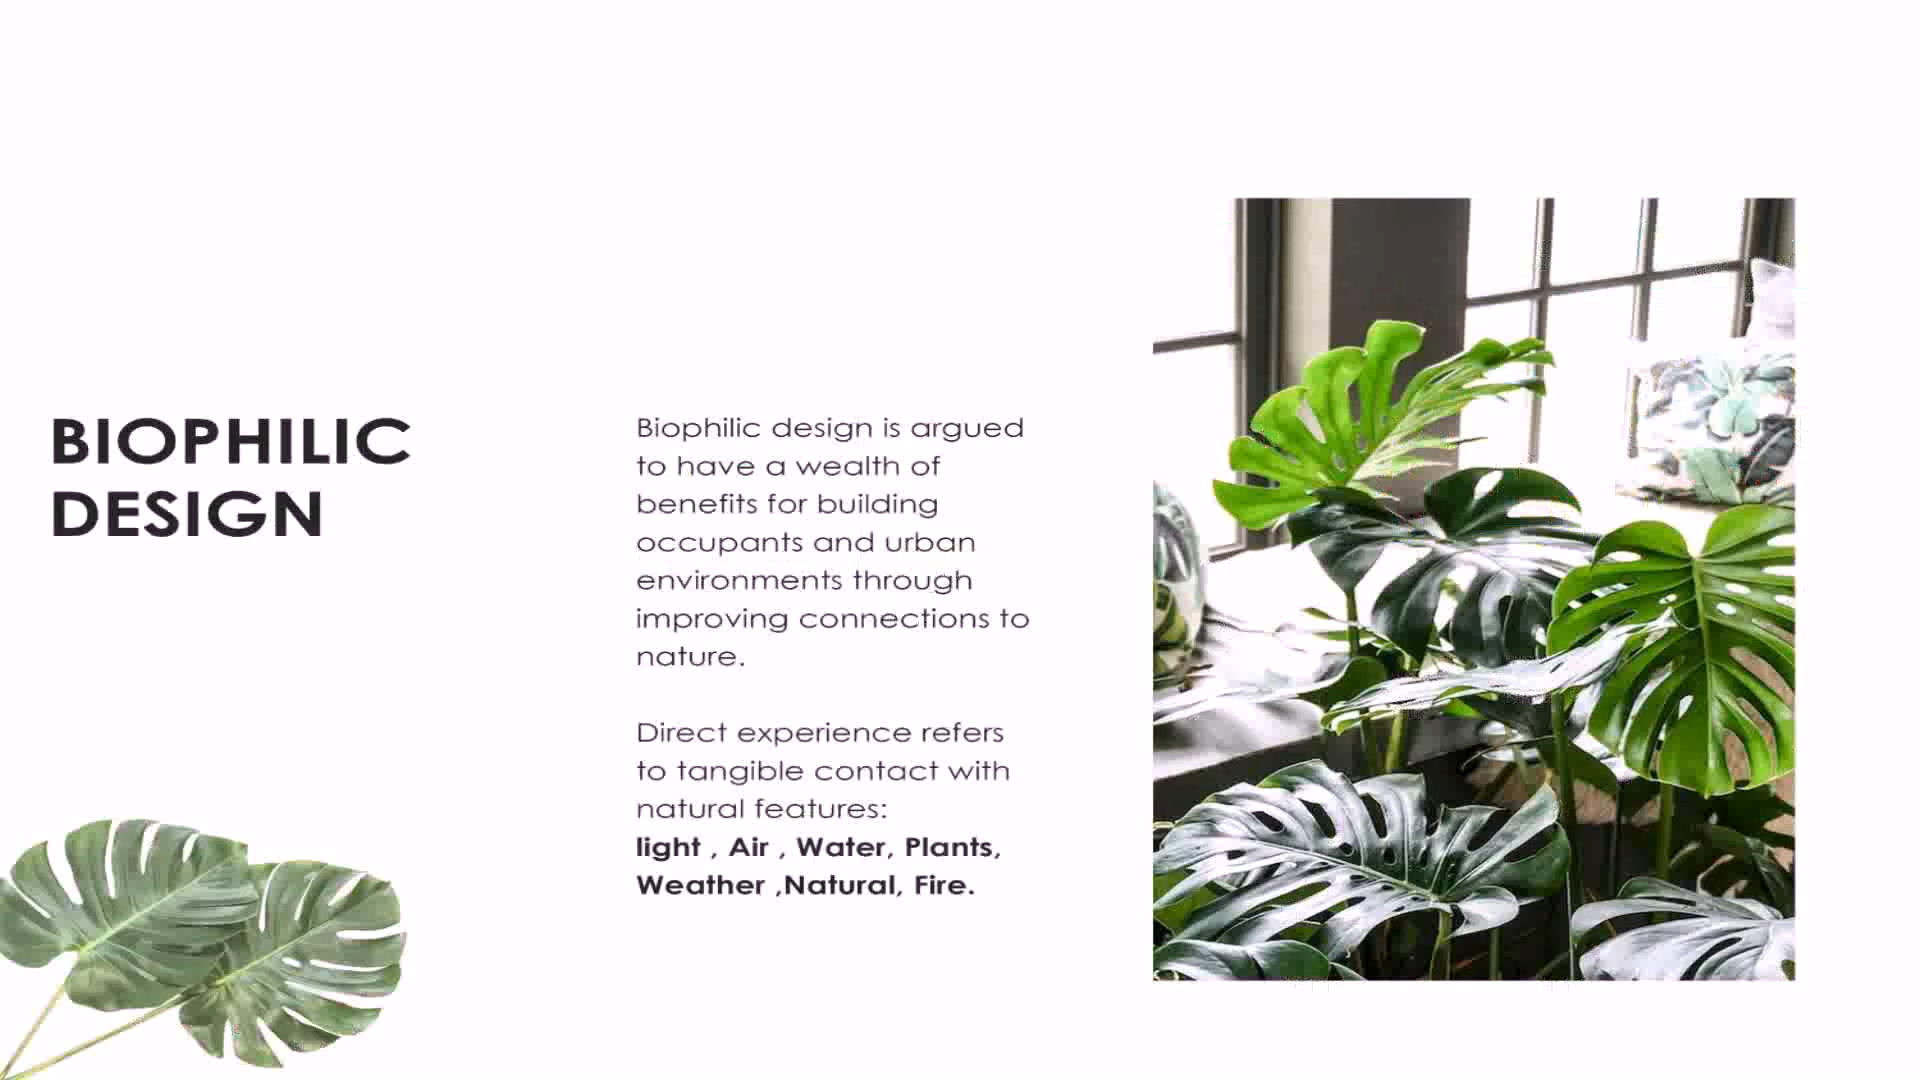 BIOPHILIC
DESIGN
Biophilic design is argued
to have a wealth of
benefits for building
occupants and urban
environments through
improving connections to
nature.
Direct experience refers
to tangible contact with
natural features:
light , Air , Water, Plants,
Weather ,Natural, Fire.